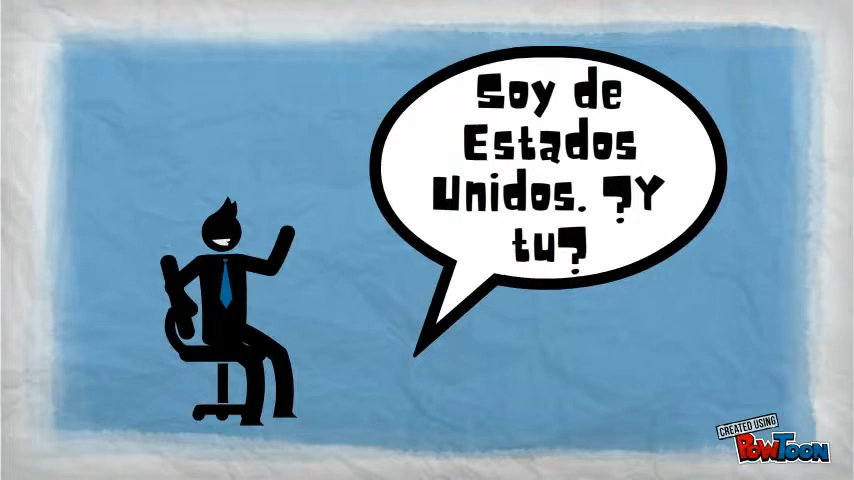 Soy de
Estados
Unidos. ?Y
tu?
CREATED USING
POWTOON